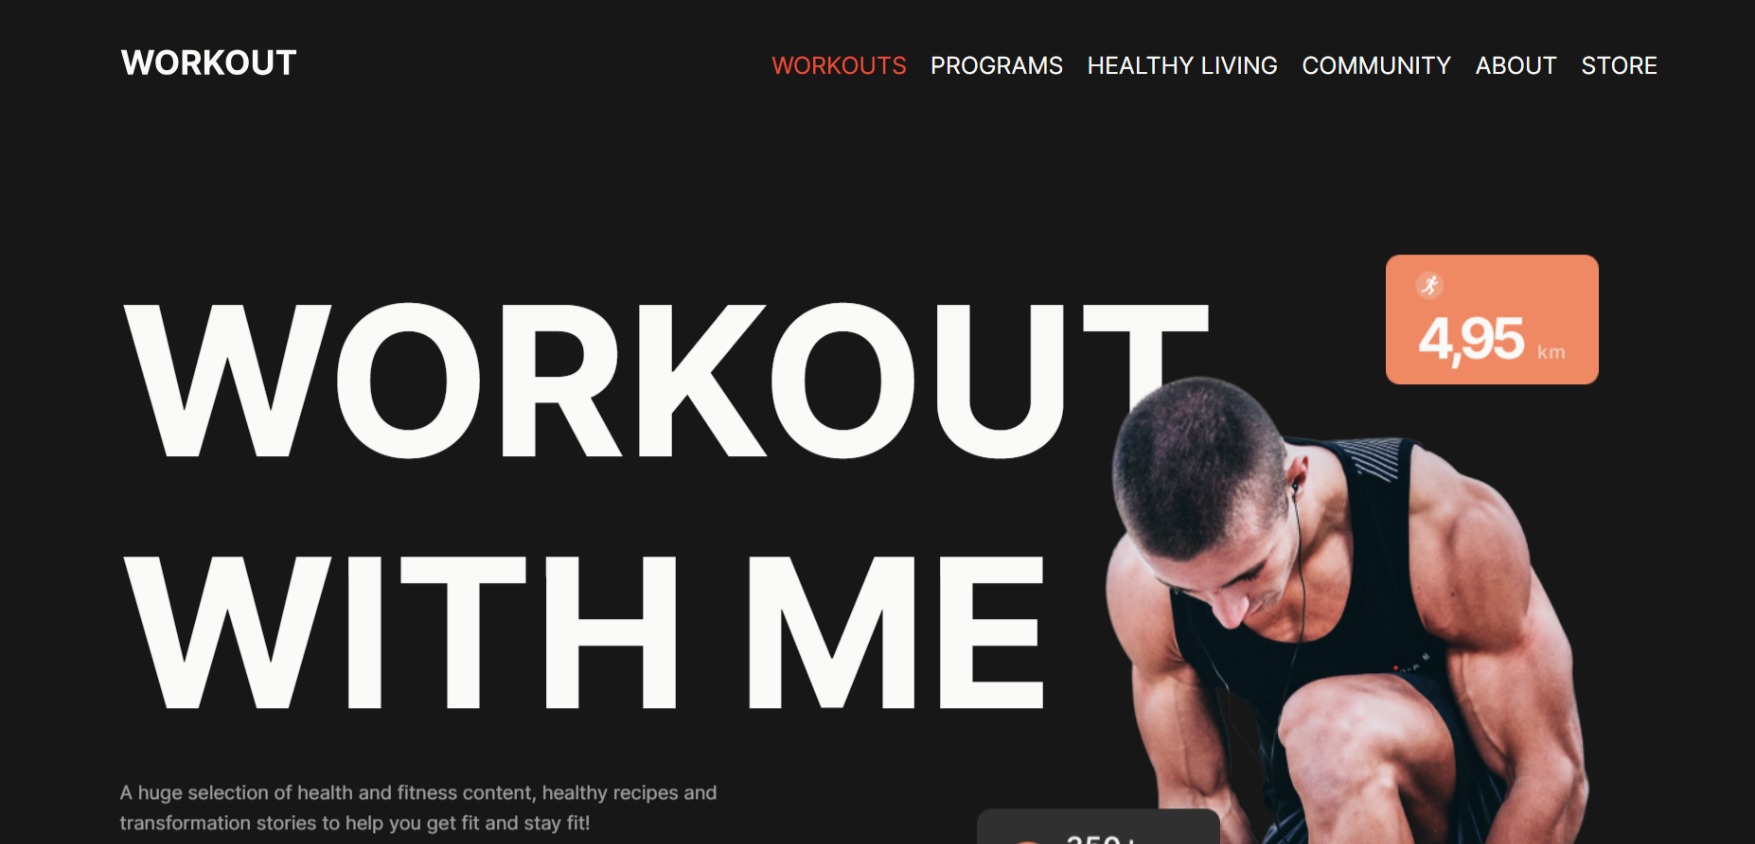 WORKOUT
WORKOUTS PROGRAMS HEALTHY LIVING COMMUNITY ABOUT STORE
WORKOUT
WITH ME
4,95 km
A huge selection of health and fitness content, healthy recipes and
transformation stories to help you get fit and stay fit!
350+